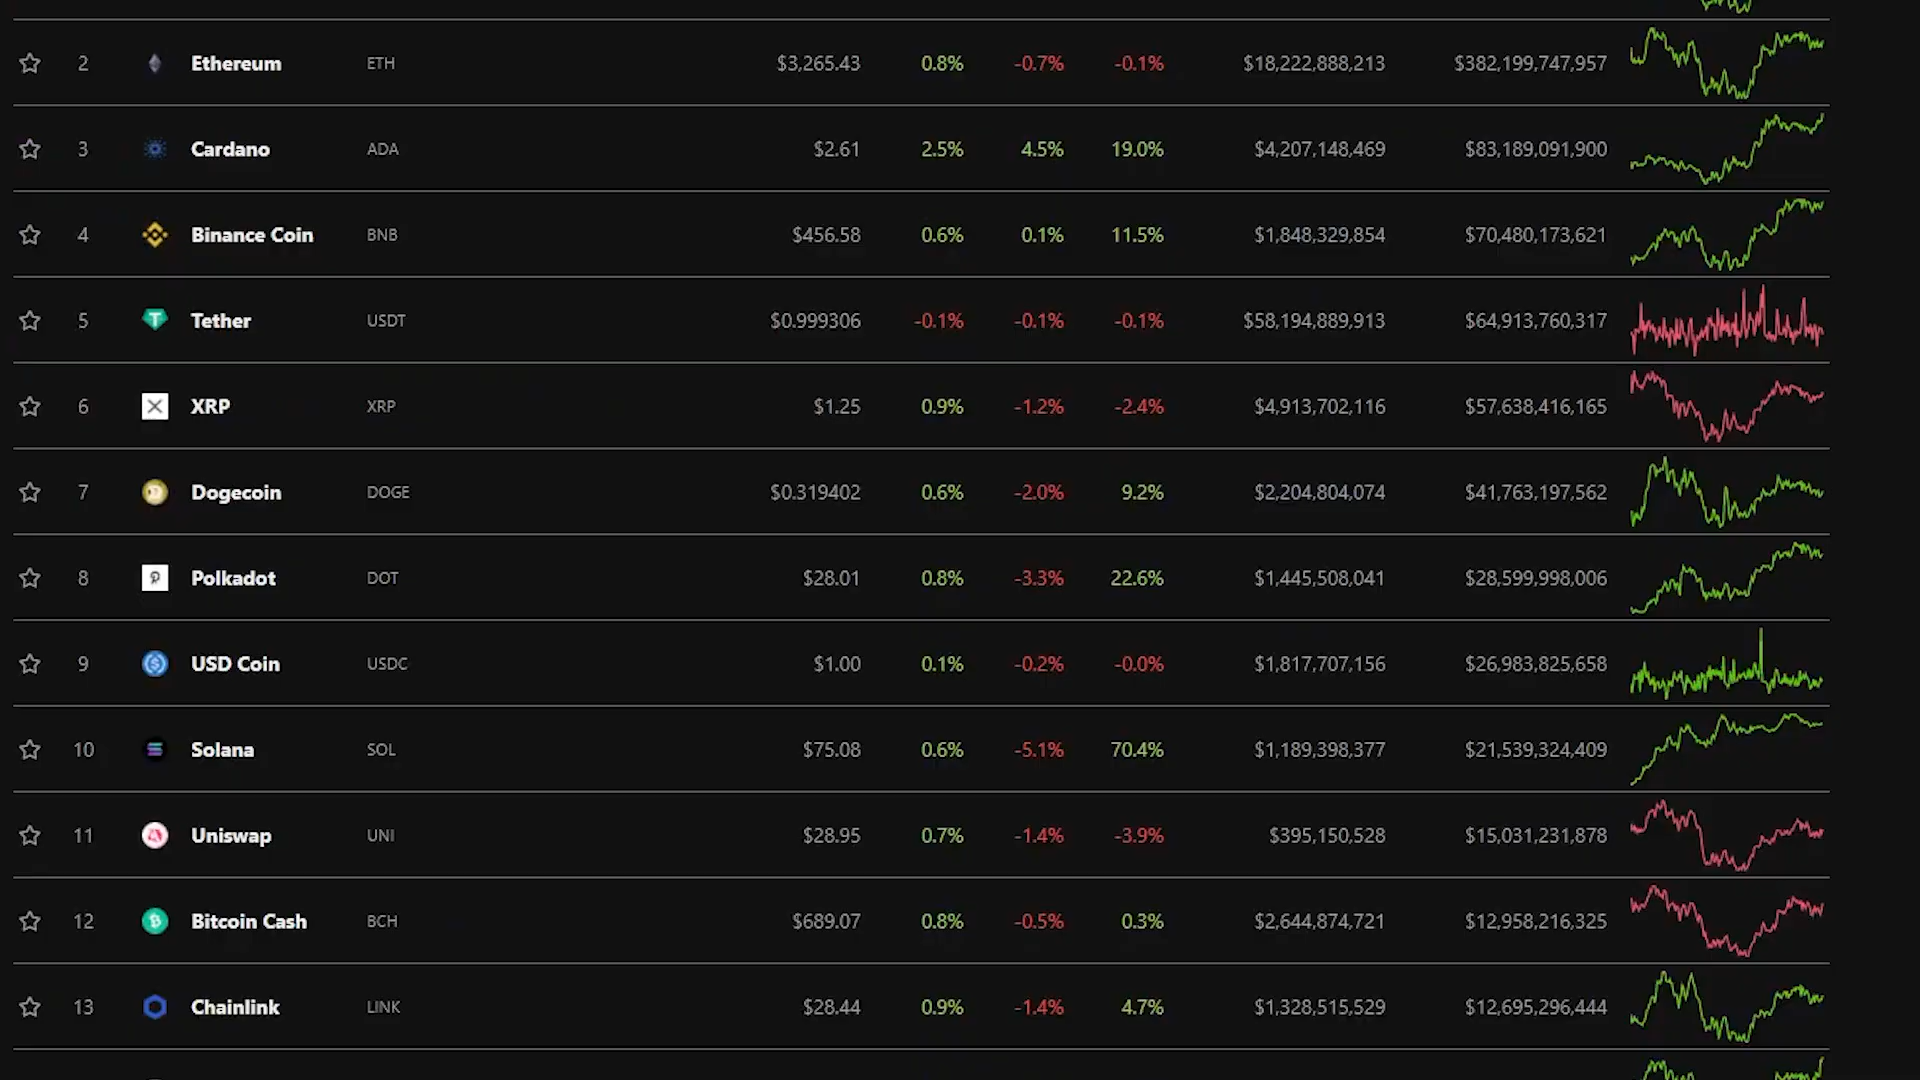 2 Ethereum ETH $3,265.43 0.8% -0.7% -0.1% $18,222,888,213 $382,199,747,957
3 Cardano ADA $2.61 2.5% 4.5% 19.0% $4,207,148,469 $83,189,091,900
4 Binance Coin BNB $456.58 0.6% 0.1% 11.5% $1,848,329,854 $70,480,173,621
5 Tether USDT $0.999306 -0.1% -0.1% -0.1% $58,194,889,913 $64,913,760,317
6 XRP XRP $1.25 0.9% -1.2% -2.4% $4,913,702,116 $57,638,416,165
7 Dogecoin DOGE $0.319402 0.6% -2.0% 9.2% $2,204,804,074 $41,763,197,562
8 Polkadot DOT $28.01 0.8% -3.3% 22.6% $1,445,508,041 $28,599,998,006
9 USD Coin USDC $1.00 0.1% -0.2% -0.0% $1,817,707,156 $26,983,825,658
10 Solana SOL $75.08 0.6% -5.1% 70.4% $1,189,398,377 $21,539,324,409
11 Uniswap UNI $28.95 0.7% -1.4% -3.9% $395,150,528 $15,031,231,878
12 Bitcoin Cash BCH $689.07 0.8% -0.5% 0.3% $2,644,874,721 $12,958,216,325
13 Chainlink LINK $28.44 0.9% -1.4% 4.7% $1,328,515,529 $12,695,296,444